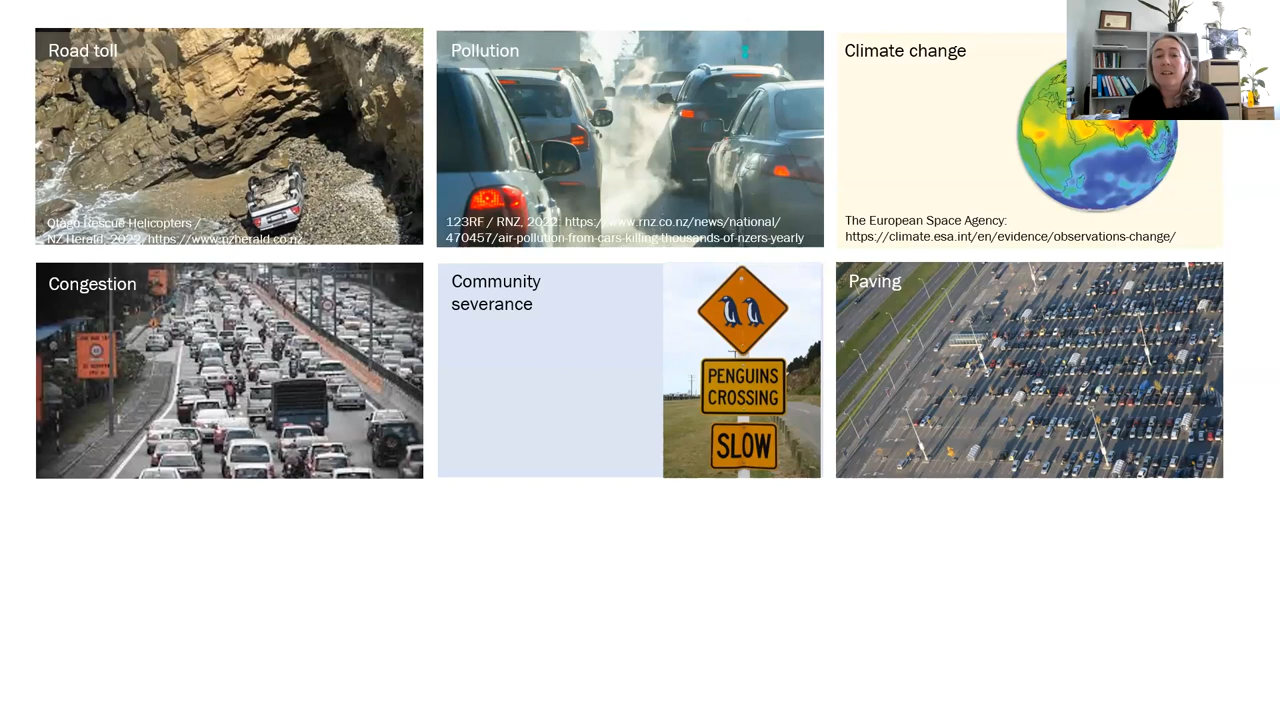 Road toll
Otago Rescue Helicopters /
NZ Herald, 2022 https://www.nzherald.co.nz
Pollution
123RF / RNZ, 2022: https://www.rnz.co.nz/news/national/
470457/air-pollution-from-cars-killing-thousands-of-nzers-yearly
Climate change
The European Space Agency:
https://climate.esa.int/en/evidence/observations-change/
Congestion
Community
severance
PENGUINS
CROSSING
SLOW
Paving